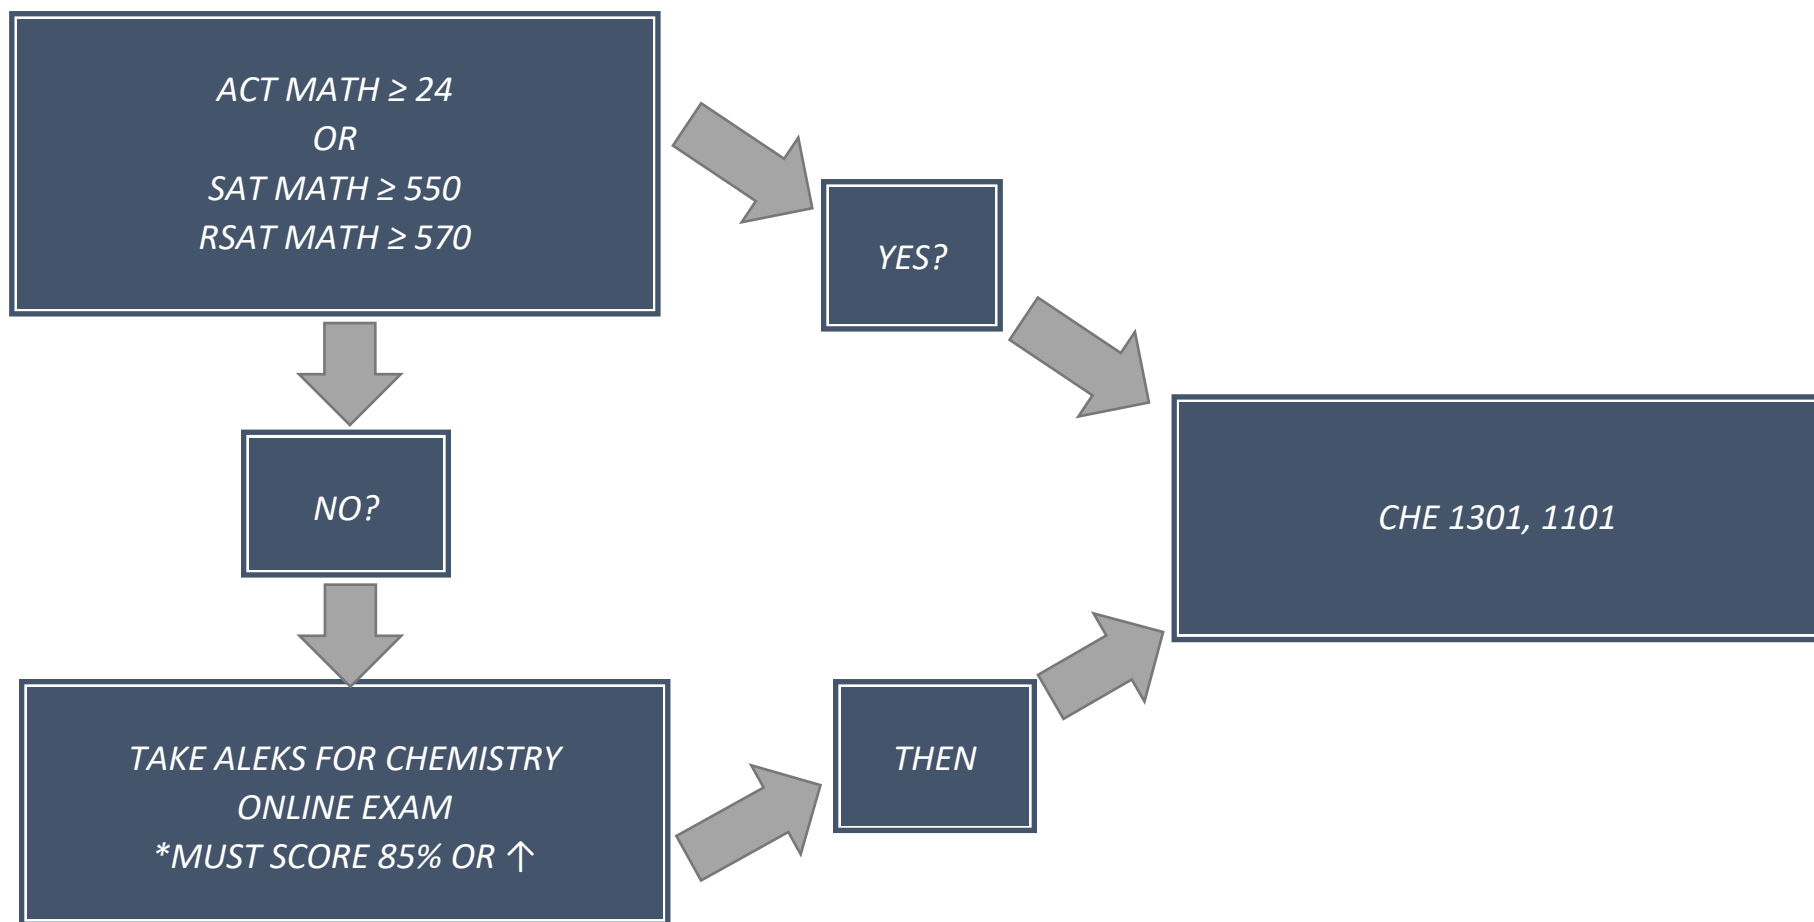 ACT MATH ≥ 24
OR
SAT MATH ≥ 550
RSAT MATH ≥ 570
YES?
NO?
CHE 1301, 1101
TAKE ALEKS FOR CHEMISTRY
ONLINE EXAM
*MUST SCORE 85% OR ↑
THEN